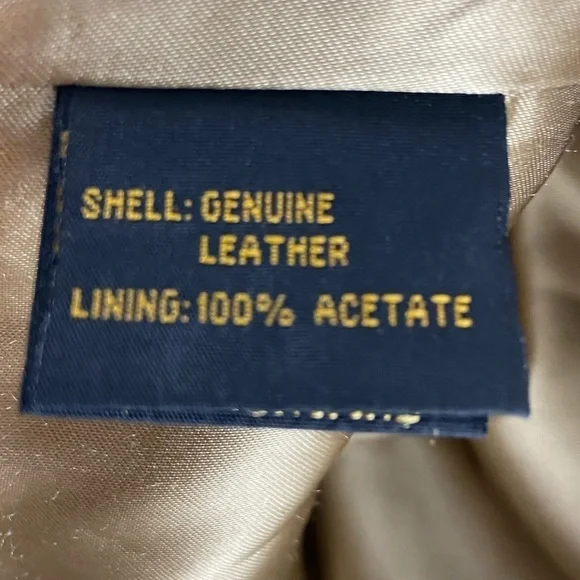 SHELL: GENUINE
LEATHER
LINING: 100% ACETATE